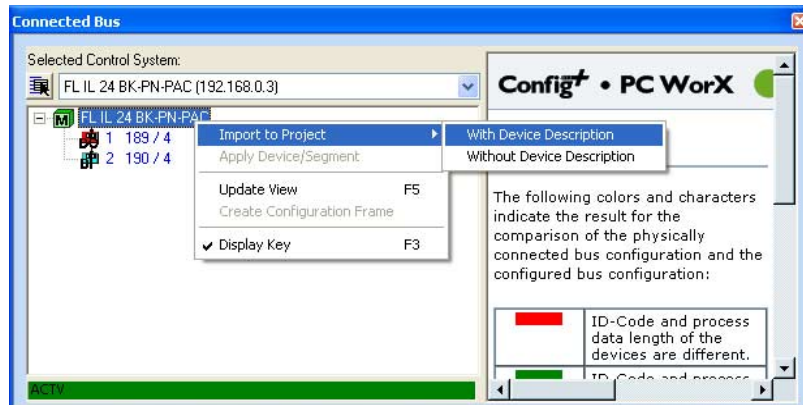 Connected Bus
Selected Control System:
FL IL 24 BK-PN-PAC (192.168.0.3)
FL IL 24 BK-PN-PAC
1 189 / 4
2 190 / 4
Import to Project
Apply Device/Segment
Update View F5
Create Configuration Frame
Display Key F3
With Device Description
Without Device Description
ACTV
Config+ • PC WorX
The following colors and characters
indicate the result for the
comparison of the physically
connected bus configuration and the
configured bus configuration:
ID-Code and process
data length of the
devices are different.
ID-Code and process